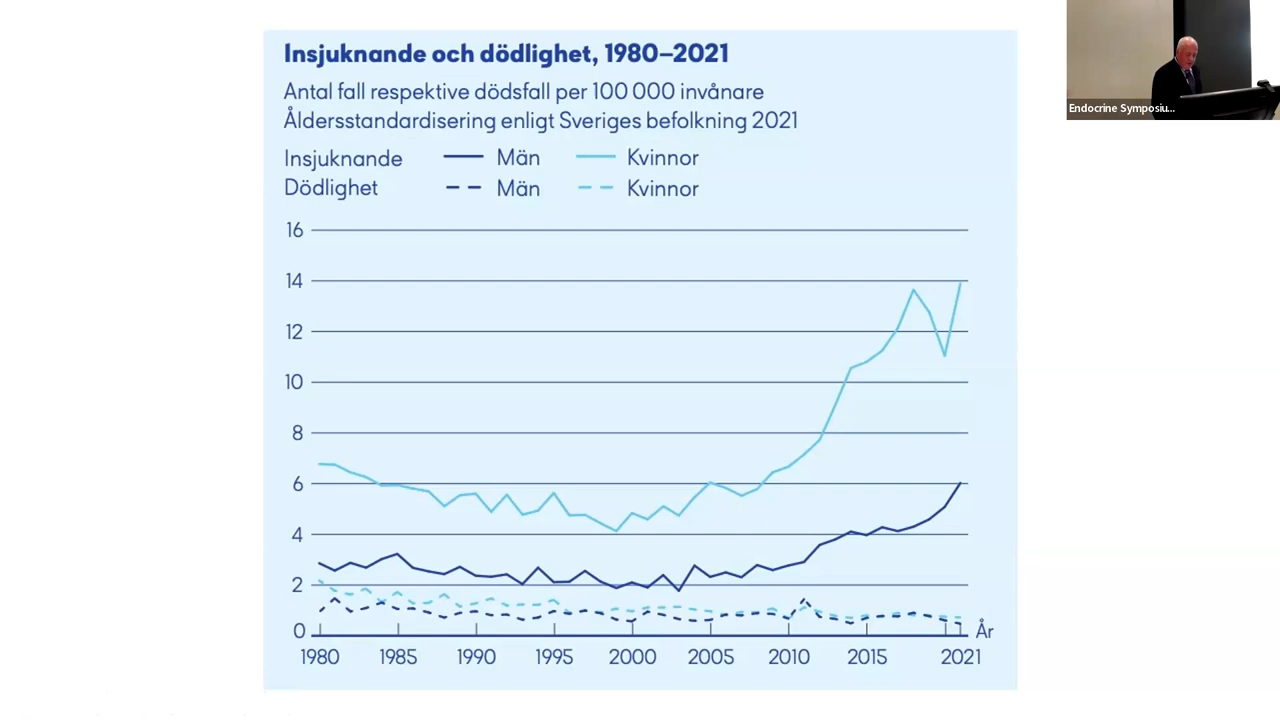 Insjuknande och dödlighet, 1980–2021
Antal fall respektive dödsfall per 100 000 invånare
Åldersstandardisering enligt Sveriges befolkning 2021
Insjuknande Män Kvinnor
Dödlighet Män Kvinnor
16
14
12
10
8
6
4
2
0 År
1980 1985 1990 1995 2000 2005 2010 2015 2021
Endocrine Symposiu...